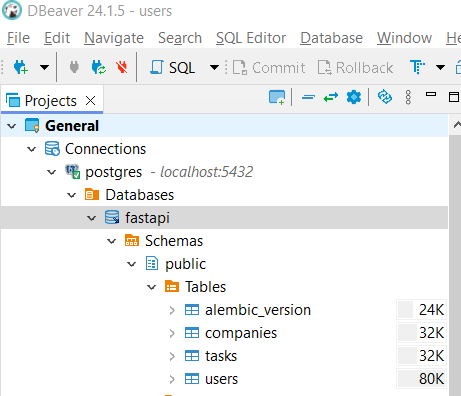 DBeaver 24.1.5 - users
File Edit Navigate Search SQL Editor Database Window
SQL Commit Rollback
Projects
General
Connections
postgres - localhost:5432
Databases
fastapi
Schemas
public
Tables
alembic_version 24K
companies 32K
tasks 32K
users 80K